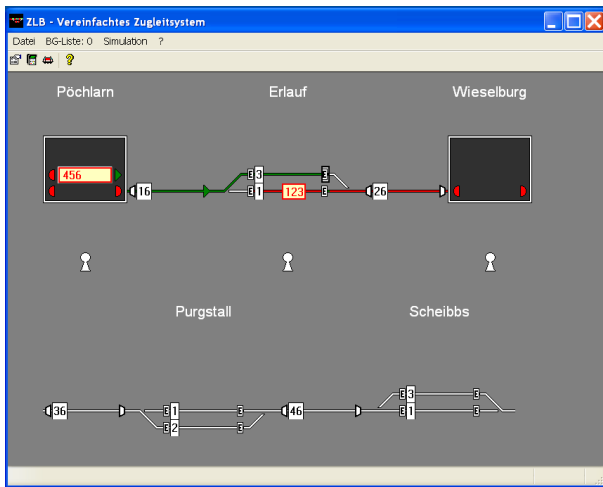 ZLB - Vereinfachtes Zugleitsystem
Datei BG-Liste: 0 Simulation ?
Pöchlarn Erlauf Wieselburg
456 E 3 E
16 E 1 123 E 26
Purgstall Scheibbs
E 3 E
36 E 1 E 46 E 1 E
E 2 E